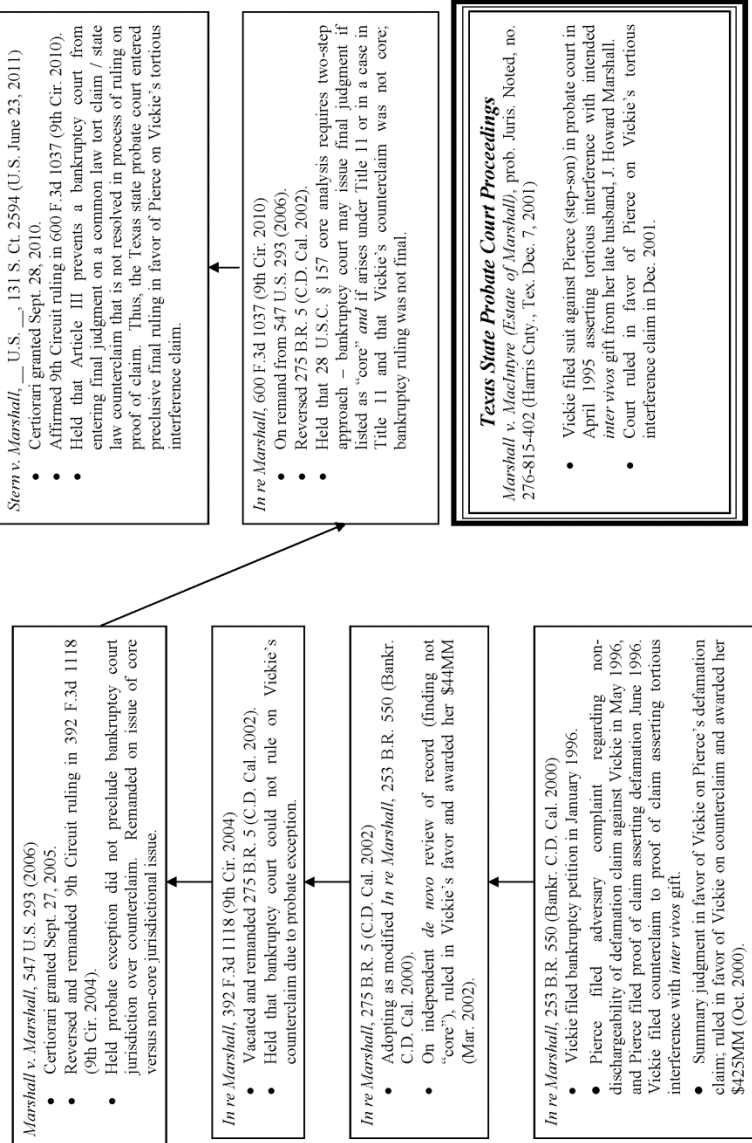 Marshall v. Marshall, 547 U.S. 293 (2006)
• Certiorari granted Sept. 27, 2005.
• Reversed and remanded 9th Circuit ruling in 392 F.3d 1118
(9th Cir. 2004).
• Held probate exception did not preclude bankruptcy court
jurisdiction over counterclaim. Remanded on issue of core
versus non-core jurisdictional issue.
In re Marshall, 392 F.3d 1118 (9th Cir. 2004)
• Vacated and remanded 275 B.R. 5 (C.D. Cal. 2002).
• Held that bankruptcy court could not rule on Vickie's
counterclaim due to probate exception.
In re Marshall, 275 B.R. 5 (C.D. Cal. 2002)
• Adopting as modified In re Marshall, 253 B.R. 550 (Bankr.
C.D. Cal. 2000).
• On independent de novo review of record (finding not
"core"), ruled in Vickie's favor and awarded her $44MM
(Mar. 2002).
In re Marshall, 253 B.R. 550 (Bankr. C.D. Cal. 2000)
• Vickie filed bankruptcy petition in January 1996.
• Pierce filed adversary complaint regarding non-
dischargeability of defamation claim against Vickie in May 1996,
and Pierce filed proof of claim asserting defamation June 1996.
Vickie filed counterclaim to proof of claim asserting tortious
interference with inter vivos gift.
• Summary judgment in favor of Vickie on Pierce's defamation
claim; ruled in favor of Vickie on counterclaim and awarded her
$425MM (Oct. 2000).
Stern v. Marshall, __ U.S. __, 131 S. Ct. 2594 (U.S. June 23, 2011)
• Certiorari granted Sept. 28, 2010.
• Affirmed 9th Circuit ruling in 600 F.3d 1037 (9th Cir. 2010).
• Held that Article III prevents a bankruptcy court from
entering final judgment on a common law tort claim / state
law counterclaim that is not resolved in process of ruling on
proof of claim. Thus, the Texas state probate court entered
preclusive final ruling in favor of Pierce on Vickie's tortious
interference claim.
In re Marshall, 600 F.3d 1037 (9th Cir. 2010)
• On remand from 547 U.S. 293 (2006).
• Reversed 275 B.R. 5 (C.D. Cal. 2002).
• Held that 28 U.S.C. § 157 core analysis requires two-step
approach – bankruptcy court may issue final judgment if
listed as "core" and if arises under Title 11 or in a case in
Title 11 and that Vickie's counterclaim was not core;
bankruptcy ruling was not final.
Texas State Probate Court Proceedings
Marshall v. MacIntyre (Estate of Marshall), prob. Juris. Noted, no.
276-815-402 (Harris Cnty., Tex. Dec. 7, 2001)
• Vickie filed suit against Pierce (step-son) in probate court in
April 1995 asserting tortious interference with intended
inter vivos gift from her late husband, J. Howard Marshall.
• Court ruled in favor of Pierce on Vickie's tortious
interference claim in Dec. 2001.